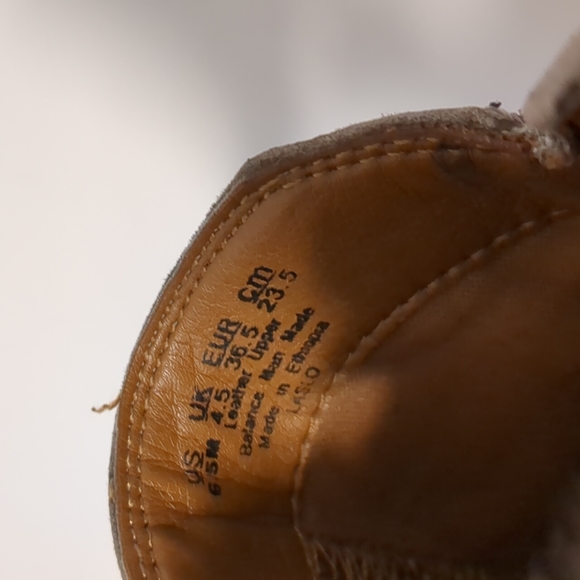 US UK EUR cm
6.5M 4.5 36.5 23.5
Leather Upper
Balance Man Made
Made in Ethiopia
LASLO